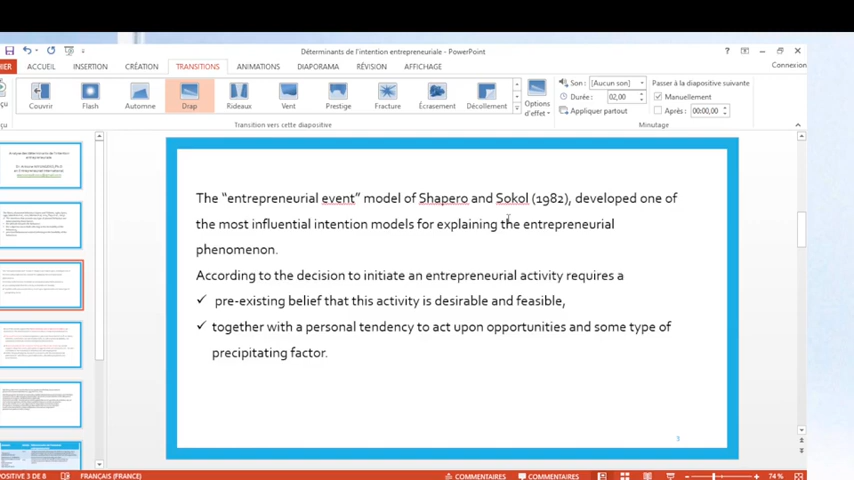 Déterminants de l'intention entrepreneuriale - PowerPoint
Connexion
ACCUEIL INSERTION CRÉATION TRANSITIONS ANIMATIONS DIAPORAMA RÉVISION AFFICHAGE
Son : [Aucun son] Passer à la diapositive suivante
Durée : 02,00 Manuellement
Appliquer partout Après : 00:00,00
Couvrir Flash Automne Drap Rideaux Vent Prestige Fracture Écrasement Décollement Options d'effet
Transition vers cette diapositive Minutage
The “entrepreneurial event” model of Shapero and Sokol (1982), developed one of
the most influential intention models for explaining the entrepreneurial
phenomenon.
According to the decision to initiate an entrepreneurial activity requires a
✓ pre-existing belief that this activity is desirable and feasible,
✓ together with a personal tendency to act upon opportunities and some type of
precipitating factor.
3
POSITIVE 3 DE 8 FRANÇAIS (FRANCE) COMMENTAIRES COMMENTAIRES 74 %